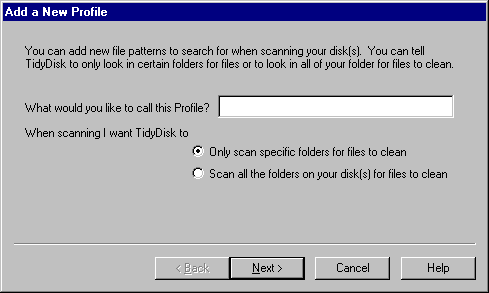 Add a New Profile
You can add new file patterns to search for when scanning your disk(s). You can tell
TidyDisk to only look in certain folders for files or to look in all of your folder for files to clean.
What would you like to call this Profile?
When scanning I want TidyDisk to
Only scan specific folders for files to clean
Scan all the folders on your disk(s) for files to clean
< Back Next > Cancel Help